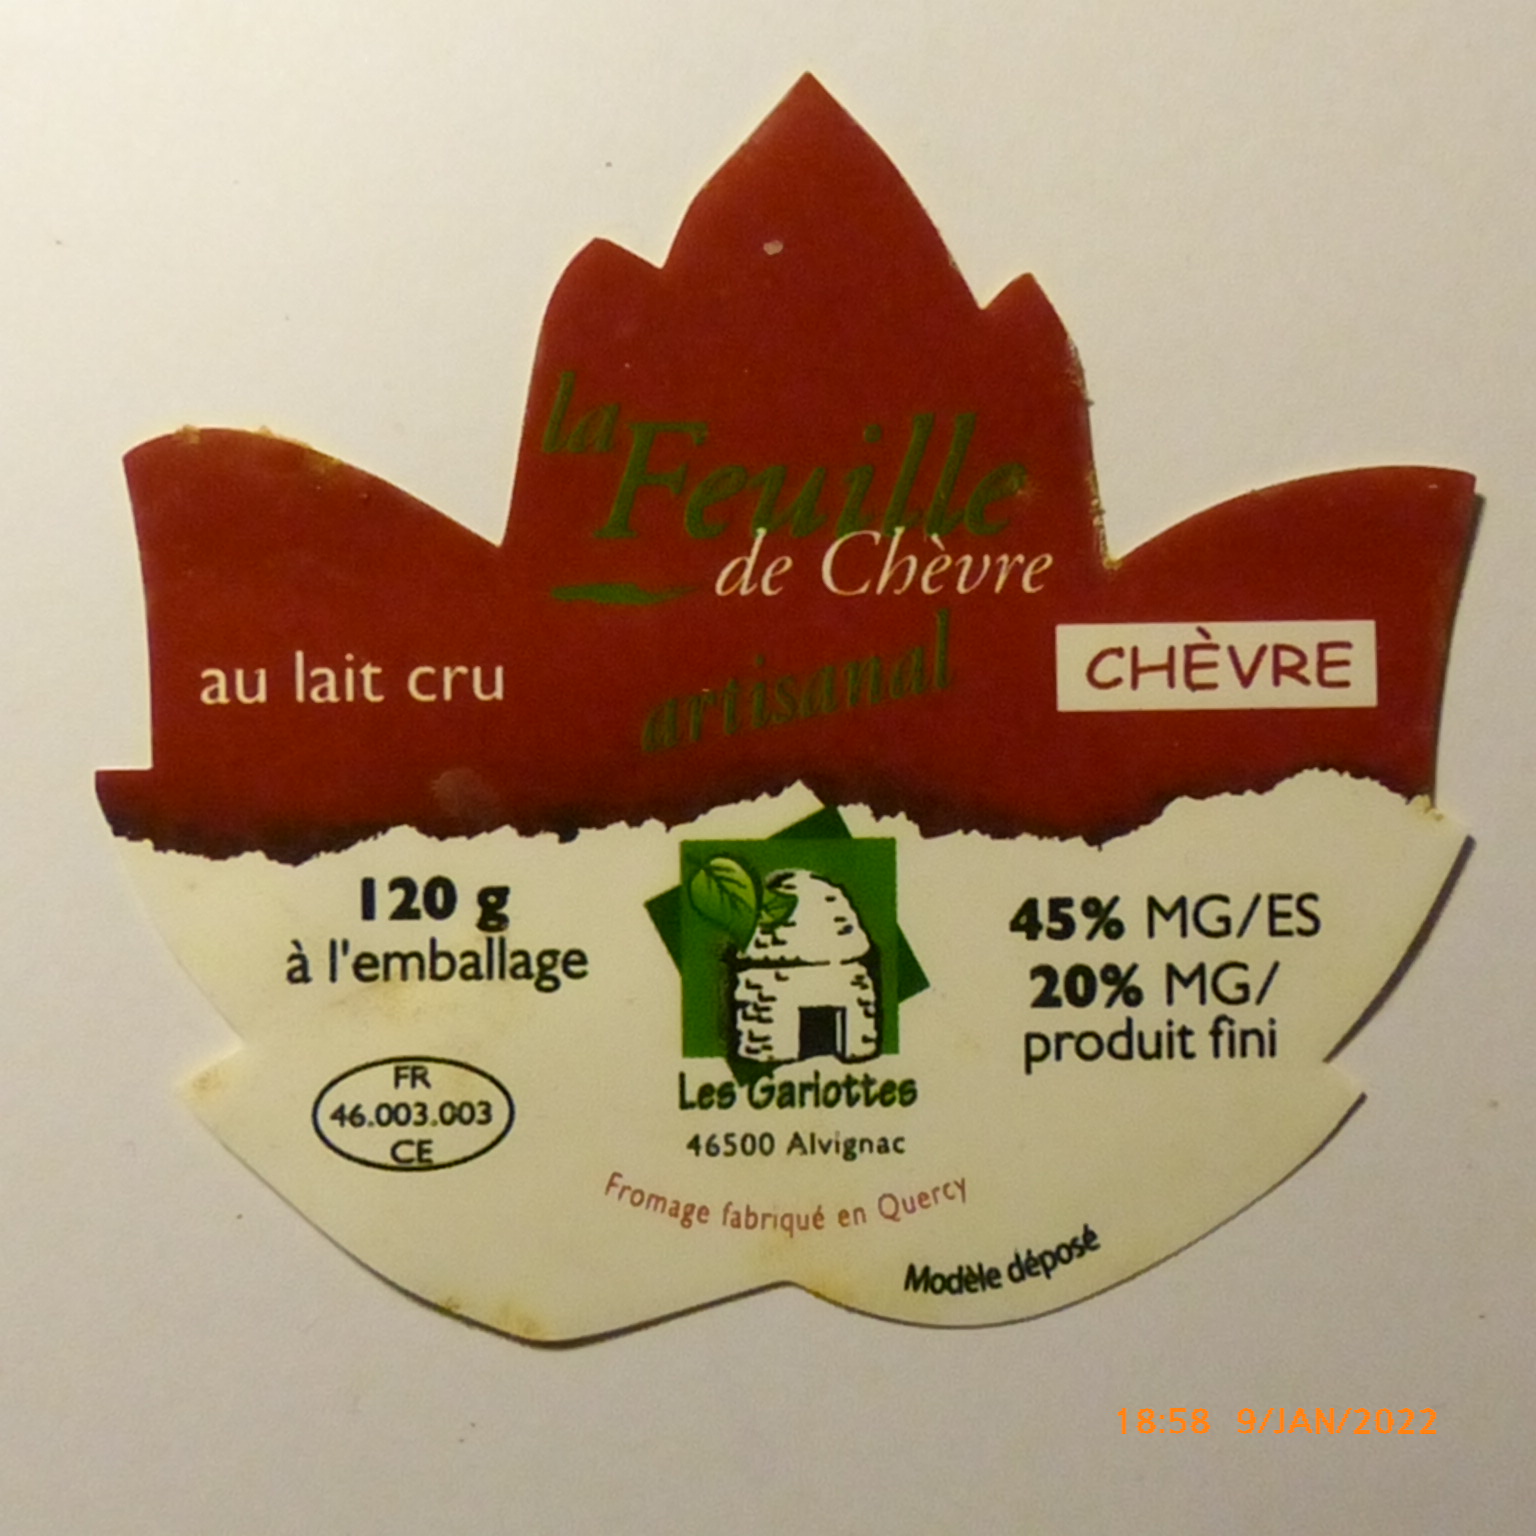 la
Feuille
de Chèvre
artisanal
au lait cru
CHÈVRE
120 g
à l'emballage
45% MG/ES
20% MG/
produit fini
FR
46.003.003
CE
Les Gariottes
46500 Alvignac
Fromage fabriqué en Quercy
Modèle déposé
18:58 9/JAN/2022